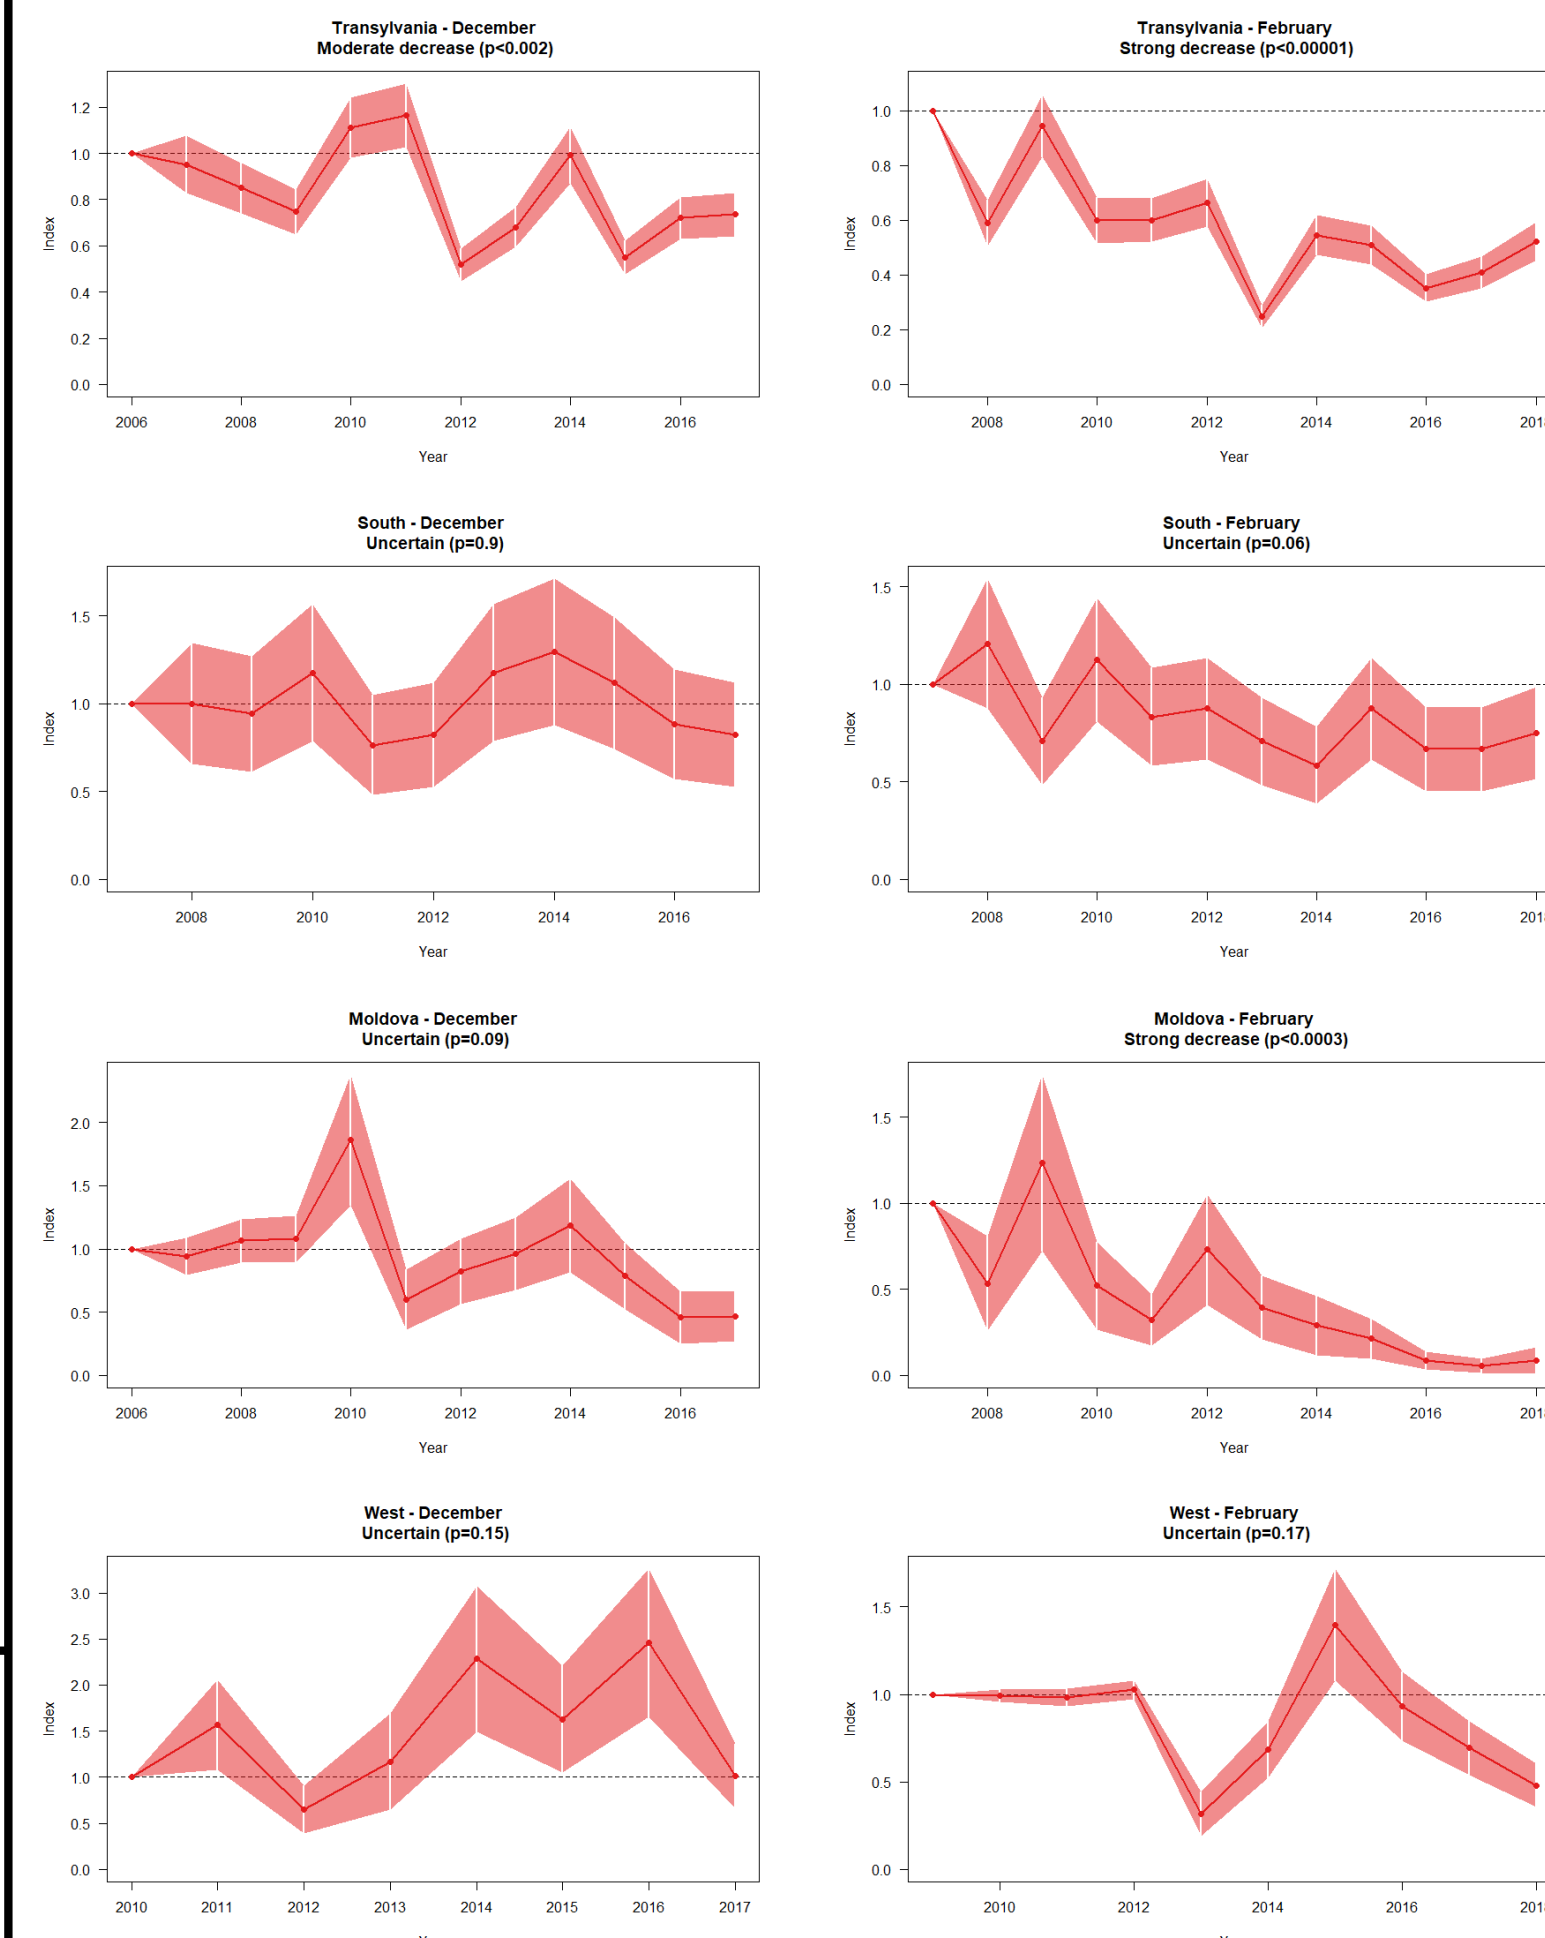 Transylvania - December
Moderate decrease (p<0.002)
Index
1.2
1.0
0.8
0.6
0.4
0.2
0.0
2006 2008 2010 2012 2014 2016
Year
Transylvania - February
Strong decrease (p<0.00001)
Index
1.0
0.8
0.6
0.4
0.2
0.0
2008 2010 2012 2014 2016
Year
South - December
Uncertain (p=0.9)
Index
1.5
1.0
0.5
0.0
2008 2010 2012 2014 2016
Year
South - February
Uncertain (p=0.06)
Index
1.5
1.0
0.5
0.0
2008 2010 2012 2014 2016
Year
Moldova - December
Uncertain (p=0.09)
Index
2.0
1.5
1.0
0.5
0.0
2006 2008 2010 2012 2014 2016
Year
Moldova - February
Strong decrease (p<0.0003)
Index
1.5
1.0
0.5
0.0
2008 2010 2012 2014 2016
Year
West - December
Uncertain (p=0.15)
Index
3.0
2.5
2.0
1.5
1.0
0.5
0.0
2010 2011 2012 2013 2014 2015 2016 2017
West - February
Uncertain (p=0.17)
Index
1.5
1.0
0.5
0.0
2010 2012 2014 2016